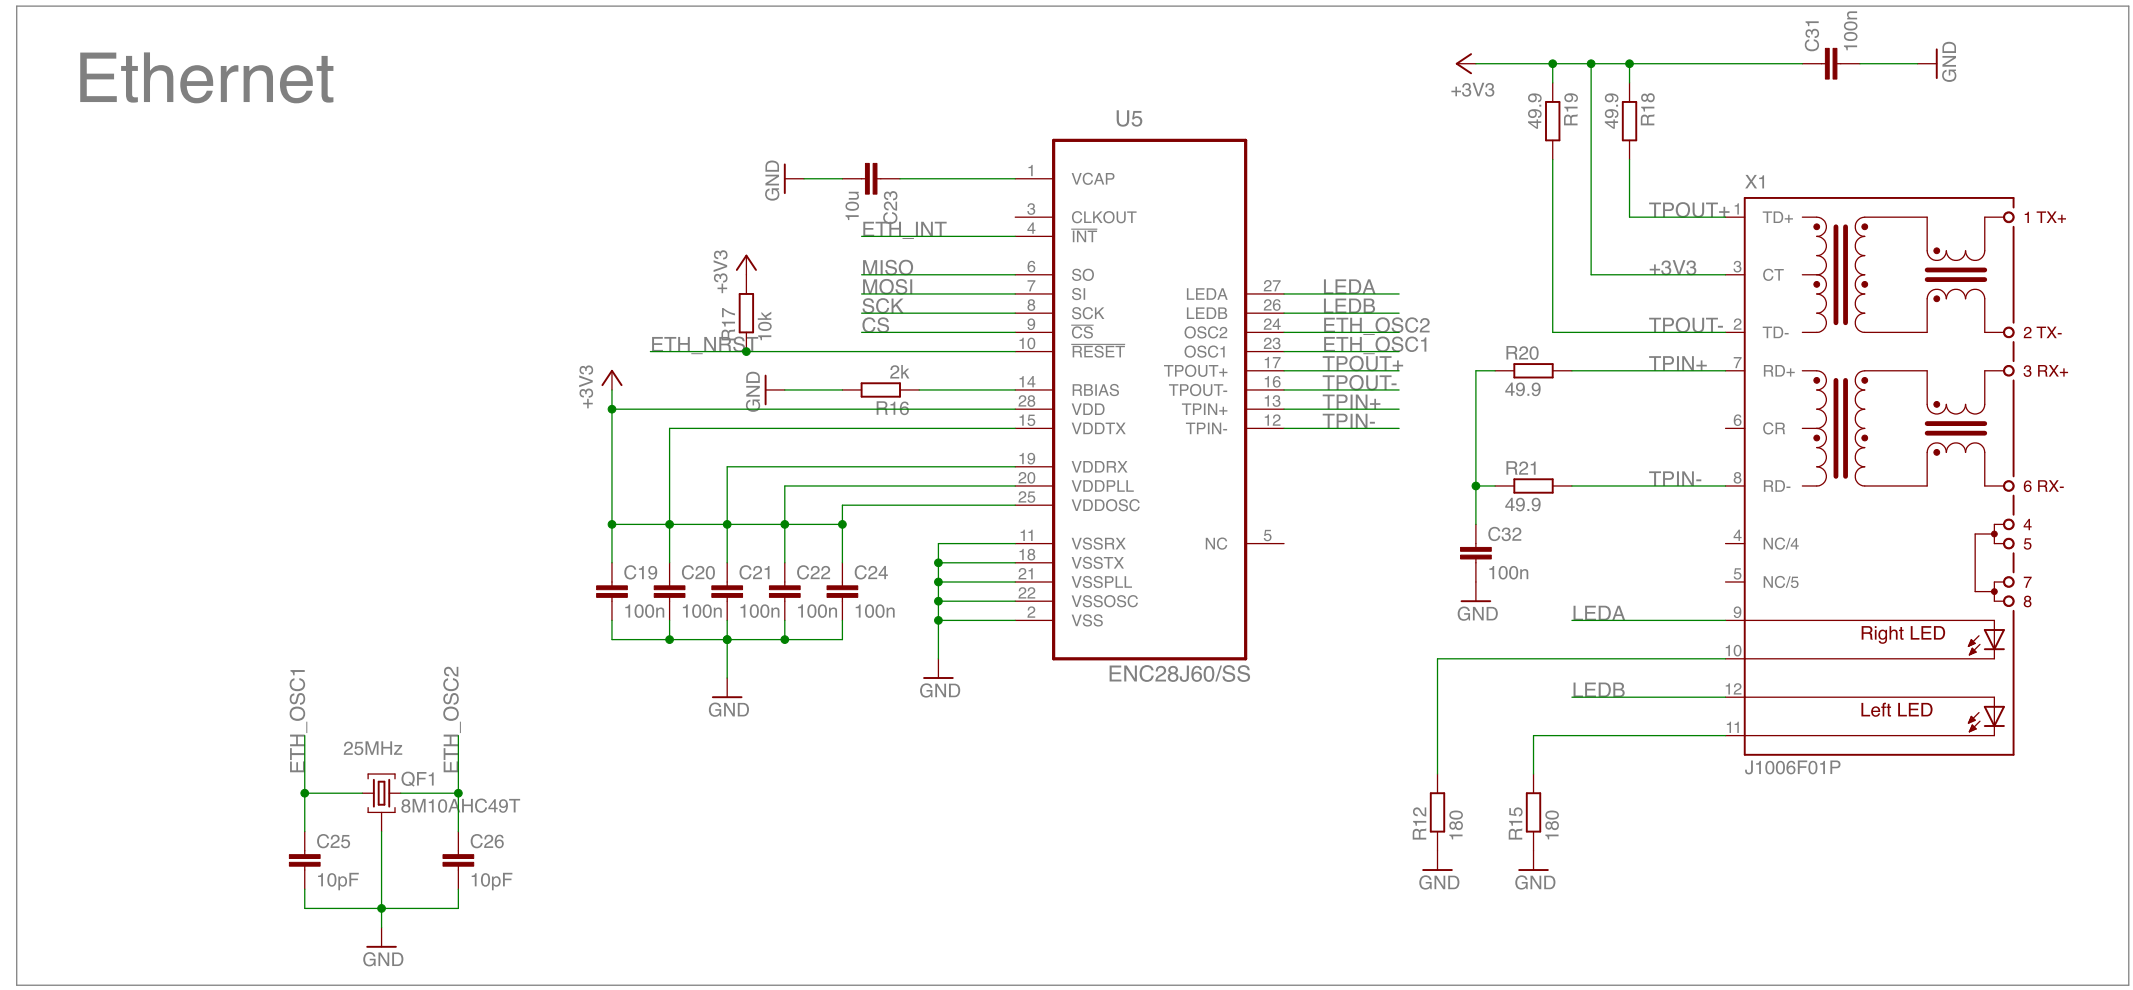 Ethernet
C31
100n
GND
+3V3
49.9
R19
49.9
R18
U5
GND
10u
C23
1 VCAP
3 CLKOUT
ETH_INT 4 INT
MISO 6 SO
MOSI 7 SI
SCK 8 SCK
CS 9 CS
+3V3
R17
10k
ETH_NRST 10 RESET
GND
2k
R16
14 RBIAS
+3V3
28 VDD
15 VDDTX
19 VDDRX
20 VDDPLL
25 VDDOSC
11 VSSRX
18 VSSTX
21 VSSPLL
22 VSSOSC
2 VSS
LEDA 27 LEDA
LEDB 26 LEDB
OSC2 24 ETH_OSC2
OSC1 23 ETH_OSC1
TPOUT+ 17 TPOUT+
TPOUT- 16 TPOUT-
TPIN+ 13 TPIN+
TPIN- 12 TPIN-
NC 5
ENC28J60/SS
C19 C20 C21 C22 C24
100n 100n 100n 100n 100n
GND
GND
X1
TPOUT+ 1 TD+ 1 TX+
+3V3 3 CT
TPOUT- 2 TD- 2 TX-
R20
49.9
TPIN+ 7 RD+ 3 RX+
6 CR
R21
49.9
TPIN- 8 RD- 6 RX-
C32
100n
GND
4 NC/4 4
5
5 NC/5 7
8
LEDA 9
Right LED
10
LEDB 12
Left LED
11
J1006F01P
R12
180
GND
R15
180
GND
ETH_OSC1
ETH_OSC2
25MHz
QF1
8M10AHC49T
C25
10pF
C26
10pF
GND